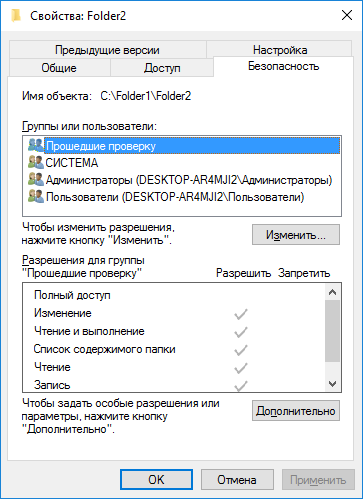 Свойства: Folder2
Предыдущие версии Настройка
Общие Доступ Безопасность
Имя объекта: C:\Folder1\Folder2
Группы или пользователи:
Прошедшие проверку
СИСТЕМА
Администраторы (DESKTOP-AR4MJI2\Администраторы)
Пользователи (DESKTOP-AR4MJI2\Пользователи)
Чтобы изменить разрешения,
нажмите кнопку "Изменить".
Изменить...
Разрешения для группы
"Прошедшие проверку" Разрешить Запретить
Полный доступ
Изменение
Чтение и выполнение
Список содержимого папки
Чтение
Запись
Чтобы задать особые разрешения или
параметры, нажмите кнопку
"Дополнительно".
Дополнительно
OK Отмена Применить